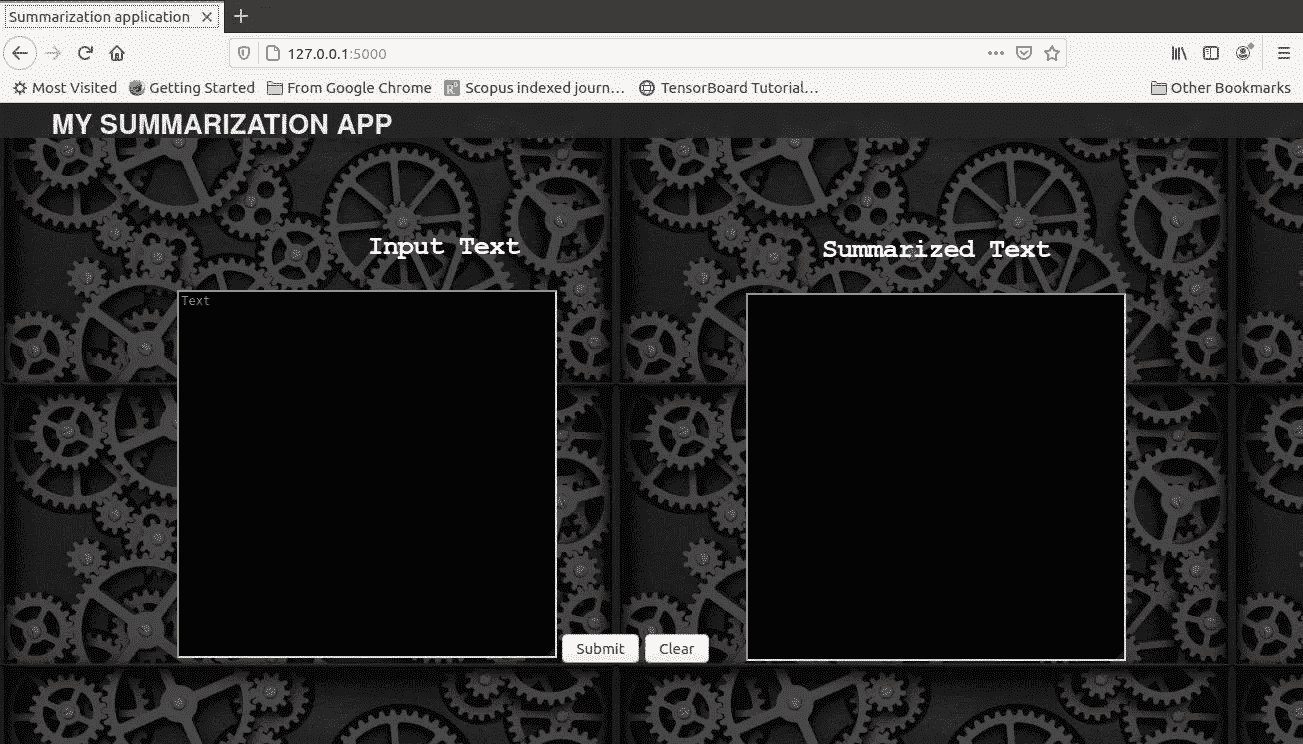 Summarization application
127.0.0.1:5000
Most Visited Getting Started From Google Chrome Scopus indexed journ... TensorBoard Tutorial... Other Bookmarks
MY SUMMARIZATION APP
Input Text Summarized Text
Text
Submit Clear